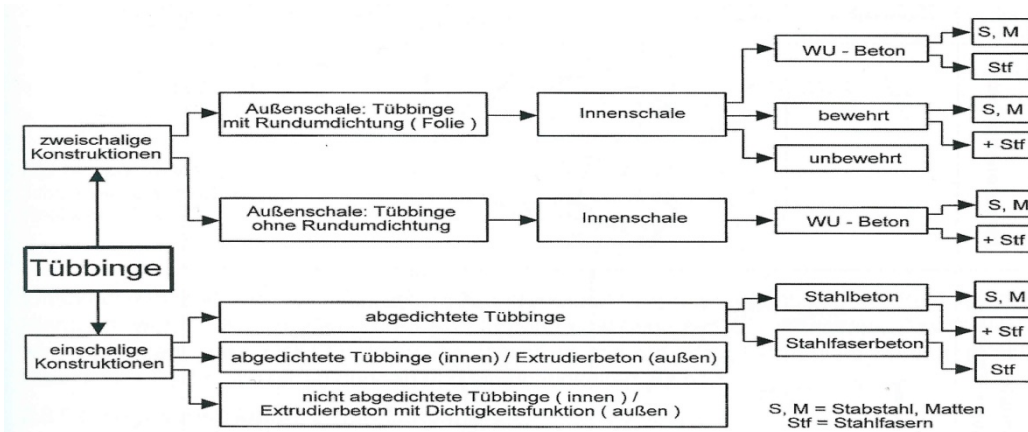 WU - Beton
S, M
Stf
Außenschale: Tübbinge
mit Rundumdichtung ( Folie )
Innenschale
bewehrt
S, M
+ Stf
unbewehrt
zweischalige
Konstruktionen
Außenschale: Tübbinge
ohne Rundumdichtung
Innenschale
WU - Beton
S, M
+ Stf
Tübbinge
einschalige
Konstruktionen
abgedichtete Tübbinge
Stahlbeton
S, M
+ Stf
Stahlfaserbeton
Stf
abgedichtete Tübbinge (innen) / Extrudierbeton (außen)
nicht abgedichtete Tübbinge ( innen ) /
Extrudierbeton mit Dichtigkeitsfunktion ( außen )
S, M = Stabstahl, Matten
Stf = Stahlfasern